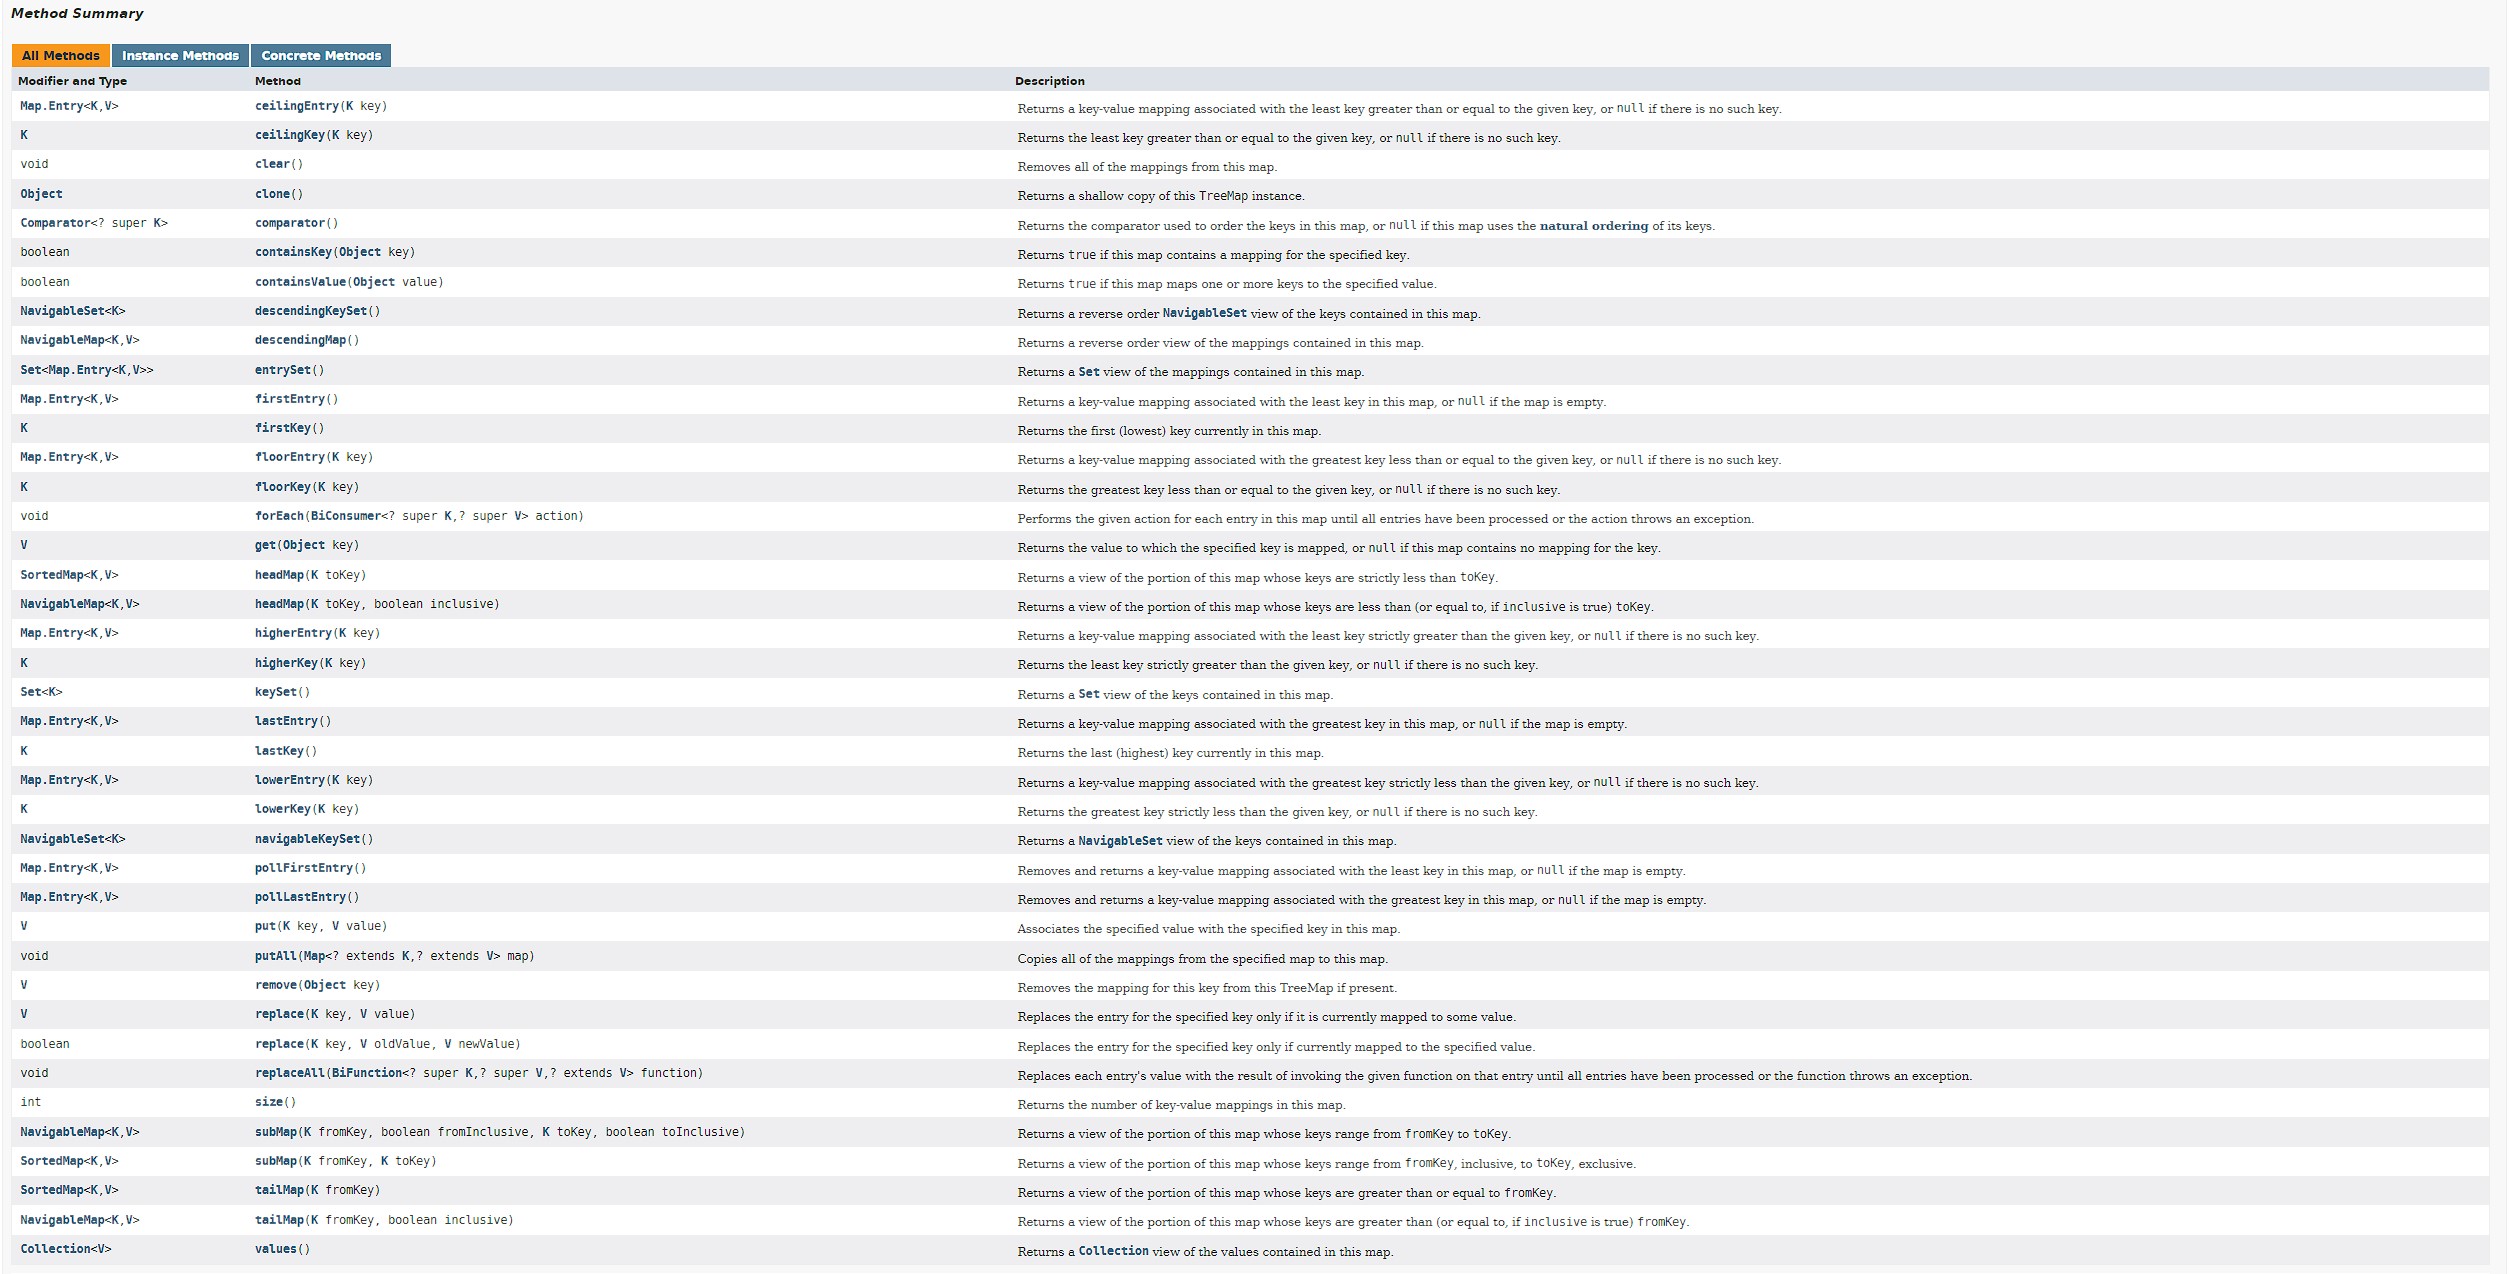 Method Summary
All Methods Instance Methods Concrete Methods
Modifier and Type Method Description
Map.Entry<K,V> ceilingEntry(K key) Returns a key-value mapping associated with the least key greater than or equal to the given key, or null if there is no such key.
K ceilingKey(K key) Returns the least key greater than or equal to the given key, or null if there is no such key.
void clear() Removes all of the mappings from this map.
Object clone() Returns a shallow copy of this TreeMap instance.
Comparator<? super K> comparator() Returns the comparator used to order the keys in this map, or null if this map uses the natural ordering of its keys.
boolean containsKey(Object key) Returns true if this map contains a mapping for the specified key.
boolean containsValue(Object value) Returns true if this map maps one or more keys to the specified value.
NavigableSet<K> descendingKeySet() Returns a reverse order NavigableSet view of the keys contained in this map.
NavigableMap<K,V> descendingMap() Returns a reverse order view of the mappings contained in this map.
Set<Map.Entry<K,V>> entrySet() Returns a Set view of the mappings contained in this map.
Map.Entry<K,V> firstEntry() Returns a key-value mapping associated with the least key in this map, or null if the map is empty.
K firstKey() Returns the first (lowest) key currently in this map.
Map.Entry<K,V> floorEntry(K key) Returns a key-value mapping associated with the greatest key less than or equal to the given key, or null if there is no such key.
K floorKey(K key) Returns the greatest key less than or equal to the given key, or null if there is no such key.
void forEach(BiConsumer<? super K,? super V> action) Performs the given action for each entry in this map until all entries have been processed or the action throws an exception.
V get(Object key) Returns the value to which the specified key is mapped, or null if this map contains no mapping for the key.
SortedMap<K,V> headMap(K toKey) Returns a view of the portion of this map whose keys are strictly less than toKey.
NavigableMap<K,V> headMap(K toKey, boolean inclusive) Returns a view of the portion of this map whose keys are less than (or equal to, if inclusive is true) toKey.
Map.Entry<K,V> higherEntry(K key) Returns a key-value mapping associated with the least key strictly greater than the given key, or null if there is no such key.
K higherKey(K key) Returns the least key strictly greater than the given key, or null if there is no such key.
Set<K> keySet() Returns a Set view of the keys contained in this map.
Map.Entry<K,V> lastEntry() Returns a key-value mapping associated with the greatest key in this map, or null if the map is empty.
K lastKey() Returns the last (highest) key currently in this map.
Map.Entry<K,V> lowerEntry(K key) Returns a key-value mapping associated with the greatest key strictly less than the given key, or null if there is no such key.
K lowerKey(K key) Returns the greatest key strictly less than the given key, or null if there is no such key.
NavigableSet<K> navigableKeySet() Returns a NavigableSet view of the keys contained in this map.
Map.Entry<K,V> pollFirstEntry() Removes and returns a key-value mapping associated with the least key in this map, or null if the map is empty.
Map.Entry<K,V> pollLastEntry() Removes and returns a key-value mapping associated with the greatest key in this map, or null if the map is empty.
V put(K key, V value) Associates the specified value with the specified key in this map.
void putAll(Map<? extends K,? extends V> map) Copies all of the mappings from the specified map to this map.
V remove(Object key) Removes the mapping for this key from this TreeMap if present.
V replace(K key, V value) Replaces the entry for the specified key only if it is currently mapped to some value.
boolean replace(K key, V oldValue, V newValue) Replaces the entry for the specified key only if currently mapped to the specified value.
void replaceAll(BiFunction<? super K,? super V,? extends V> function) Replaces each entry's value with the result of invoking the given function on that entry until all entries have been processed or the function throws an exception.
int size() Returns the number of key-value mappings in this map.
NavigableMap<K,V> subMap(K fromKey, boolean fromInclusive, K toKey, boolean toInclusive) Returns a view of the portion of this map whose keys range from fromKey to toKey.
SortedMap<K,V> subMap(K fromKey, K toKey) Returns a view of the portion of this map whose keys range from fromKey, inclusive, to toKey, exclusive.
SortedMap<K,V> tailMap(K fromKey) Returns a view of the portion of this map whose keys are greater than or equal to fromKey.
NavigableMap<K,V> tailMap(K fromKey, boolean inclusive) Returns a view of the portion of this map whose keys are greater than (or equal to, if inclusive is true) fromKey.
Collection<V> values() Returns a Collection view of the values contained in this map.